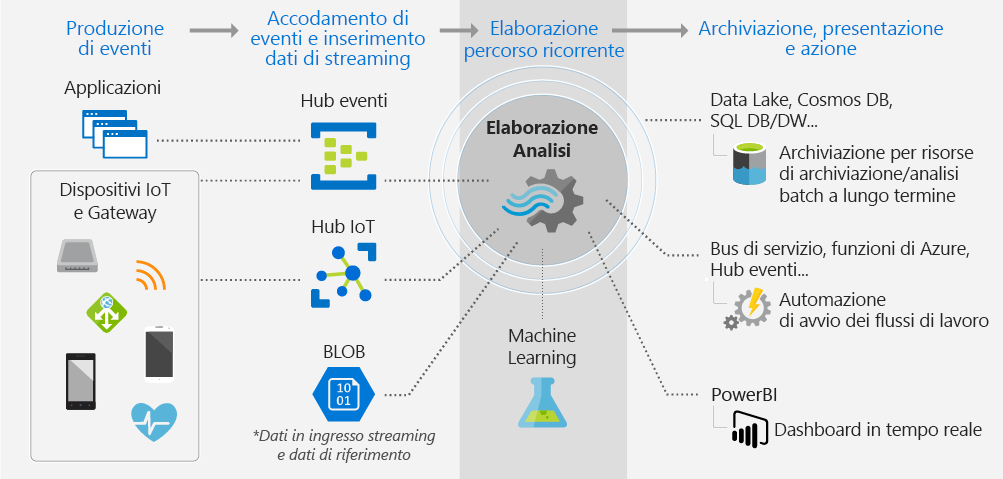 Produzione
di eventi
Accodamento di
eventi e inserimento
dati di streaming
Elaborazione
percorso ricorrente
Archiviazione, presentazione
e azione
Applicazioni
Dispositivi IoT
e Gateway
Hub eventi
Hub IoT
BLOB
10
01
*Dati in ingresso streaming
e dati di riferimento
Elaborazione
Analisi
Machine
Learning
Data Lake, Cosmos DB,
SQL DB/DW...
Archiviazione per risorse
di archiviazione/analisi
batch a lungo termine
Bus di servizio, funzioni di Azure,
Hub eventi...
Automazione
di avvio dei flussi di lavoro
PowerBI
Dashboard in tempo reale